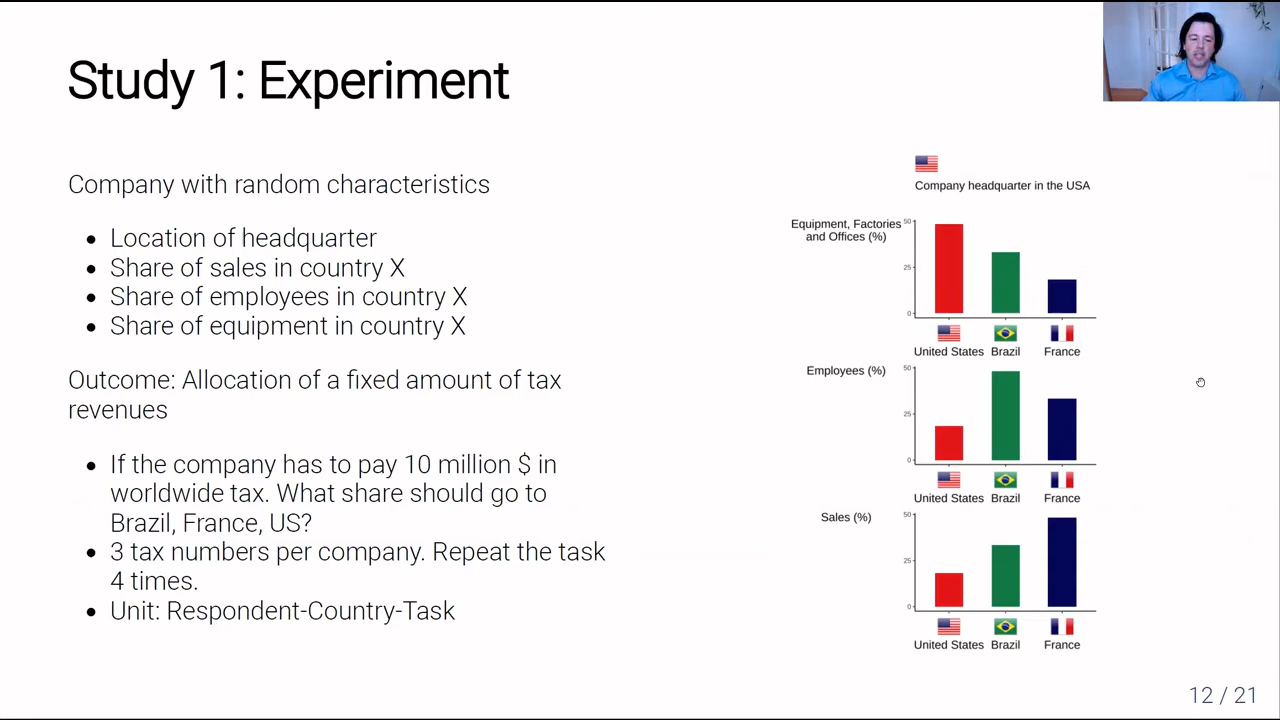 Study 1: Experiment
Company with random characteristics
• Location of headquarter
• Share of sales in country X
• Share of employees in country X
• Share of equipment in country X
Outcome: Allocation of a fixed amount of tax
revenues
• If the company has to pay 10 million $ in
worldwide tax. What share should go to
Brazil, France, US?
• 3 tax numbers per company. Repeat the task
4 times.
• Unit: Respondent-Country-Task
Company headquarter in the USA
Equipment, Factories
and Offices (%)
50
25
0
United States Brazil France
Employees (%)
50
25
0
United States Brazil France
Sales (%)
50
25
0
United States Brazil France
12 / 21